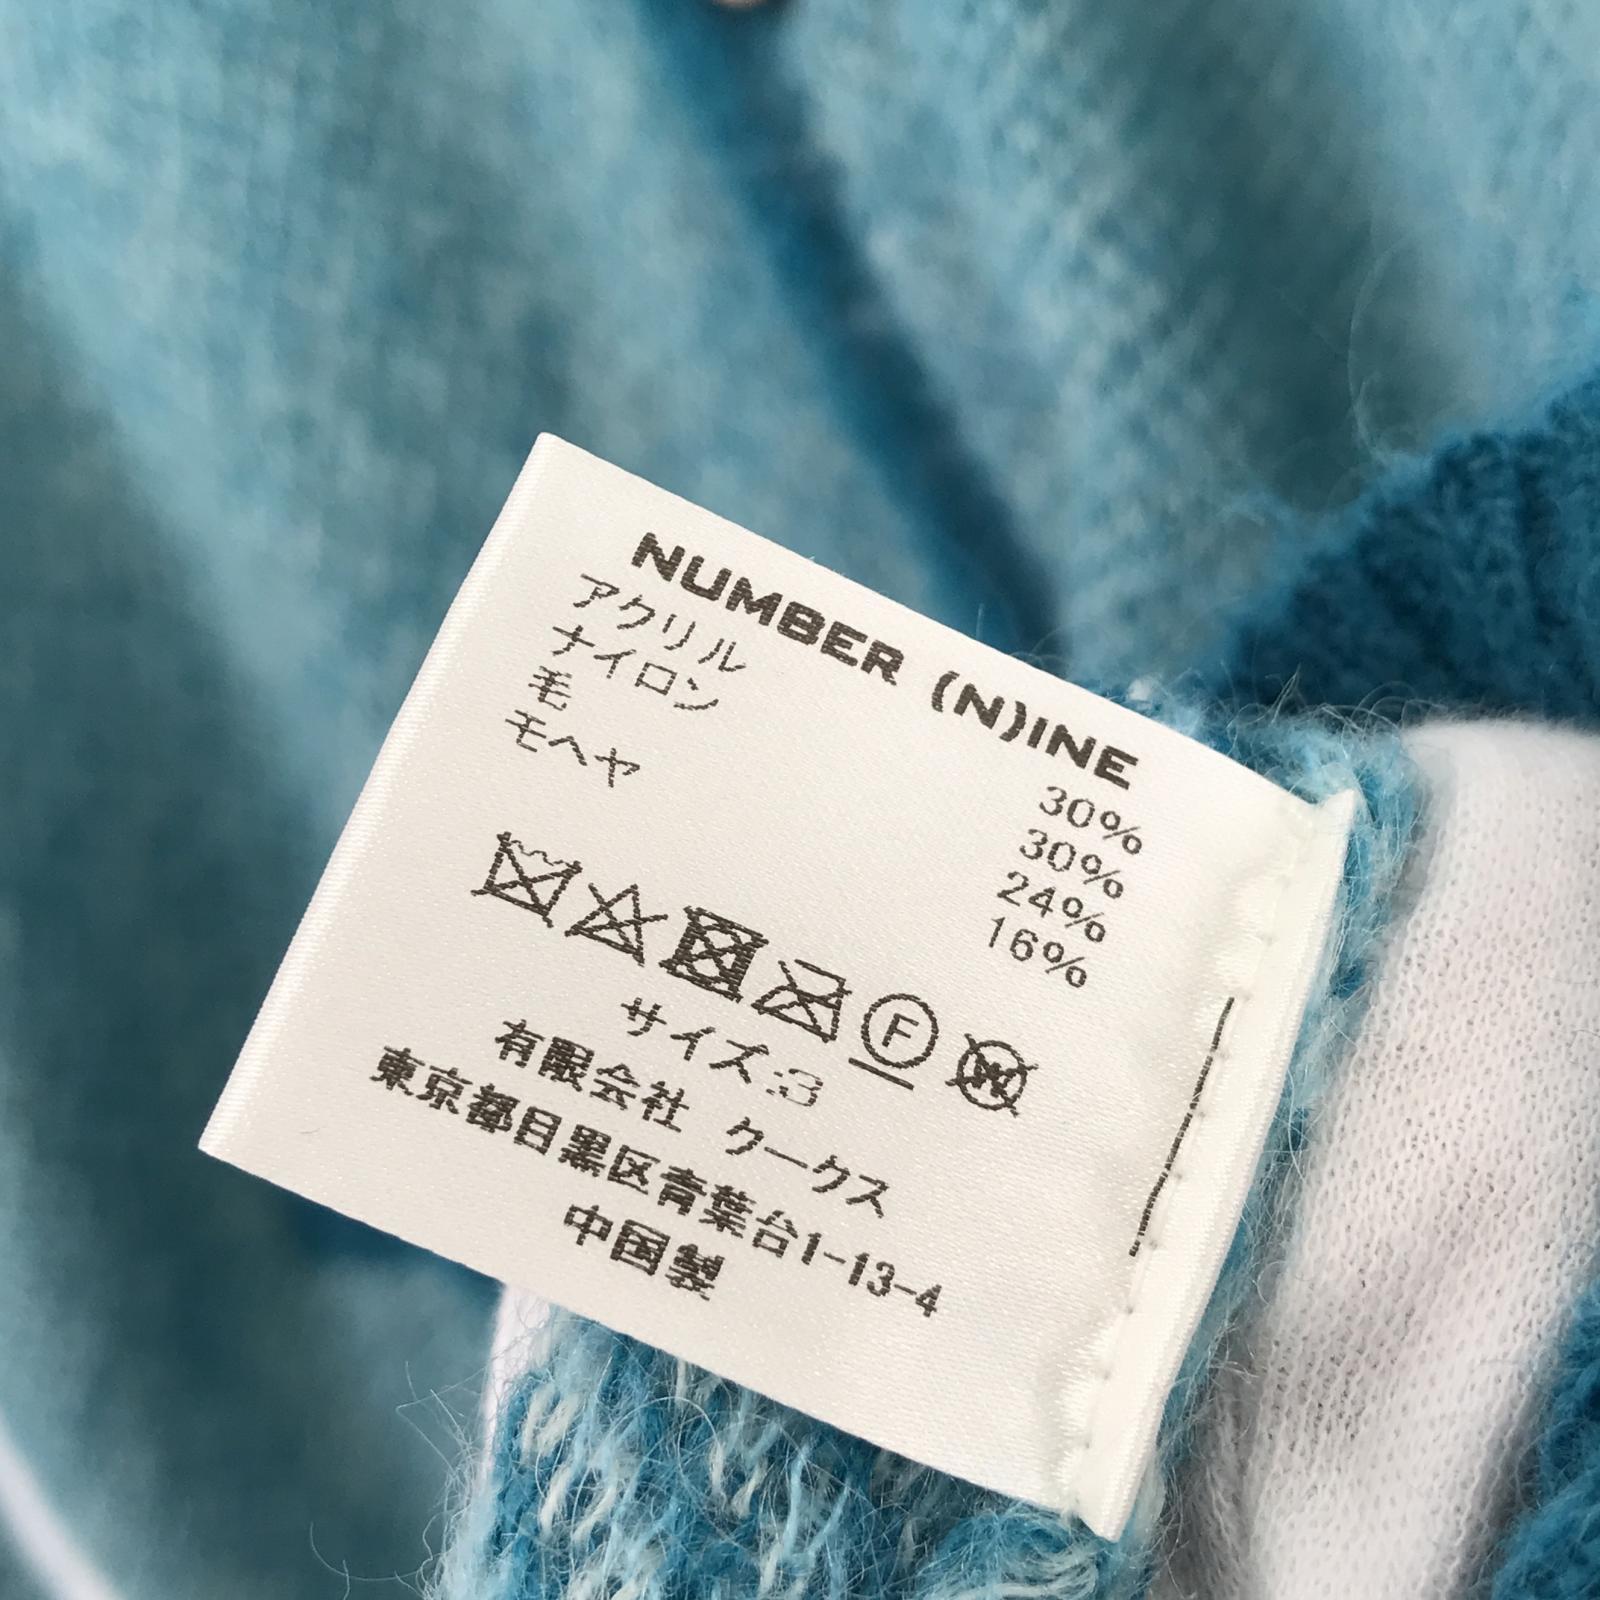 NUMBER (N)INE
アクリル 30%
ナイロン 30%
毛 24%
モヘヤ 16%
F W
サイズ:3
有限会社 クークス
東京都目黒区青葉台1-13-4
中国製